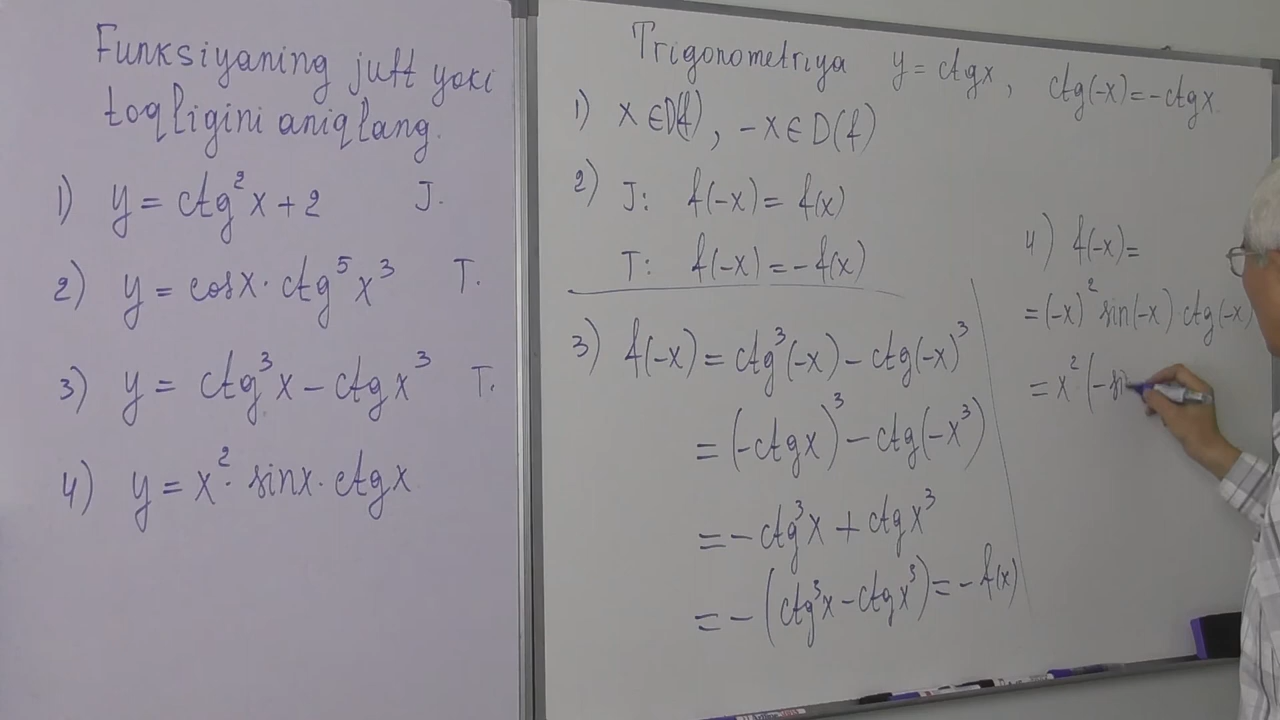 Funksiyaning juft yoki
toqligini aniqlang.
1) y = ctg²x + 2 J.
2) y = cosx · ctg⁵x³ T.
3) y = ctg³x − ctgx³ T.
4) y = x² · sinx · ctgx
Trigonometriya y = ctgx, ctg(-x) = -ctgx.
1) x ∈ D(f), -x ∈ D(f)
2) J: f(-x) = f(x)
T: f(-x) = -f(x)
3) f(-x) = ctg³(-x) − ctg(-x)³
= (-ctgx)³ − ctg(-x³)
= -ctg³x + ctgx³
= -(ctg³x − ctgx³) = -f(x)
4) f(-x) =
= (-x)² sin(-x) ctg(-x)
= x² (-si